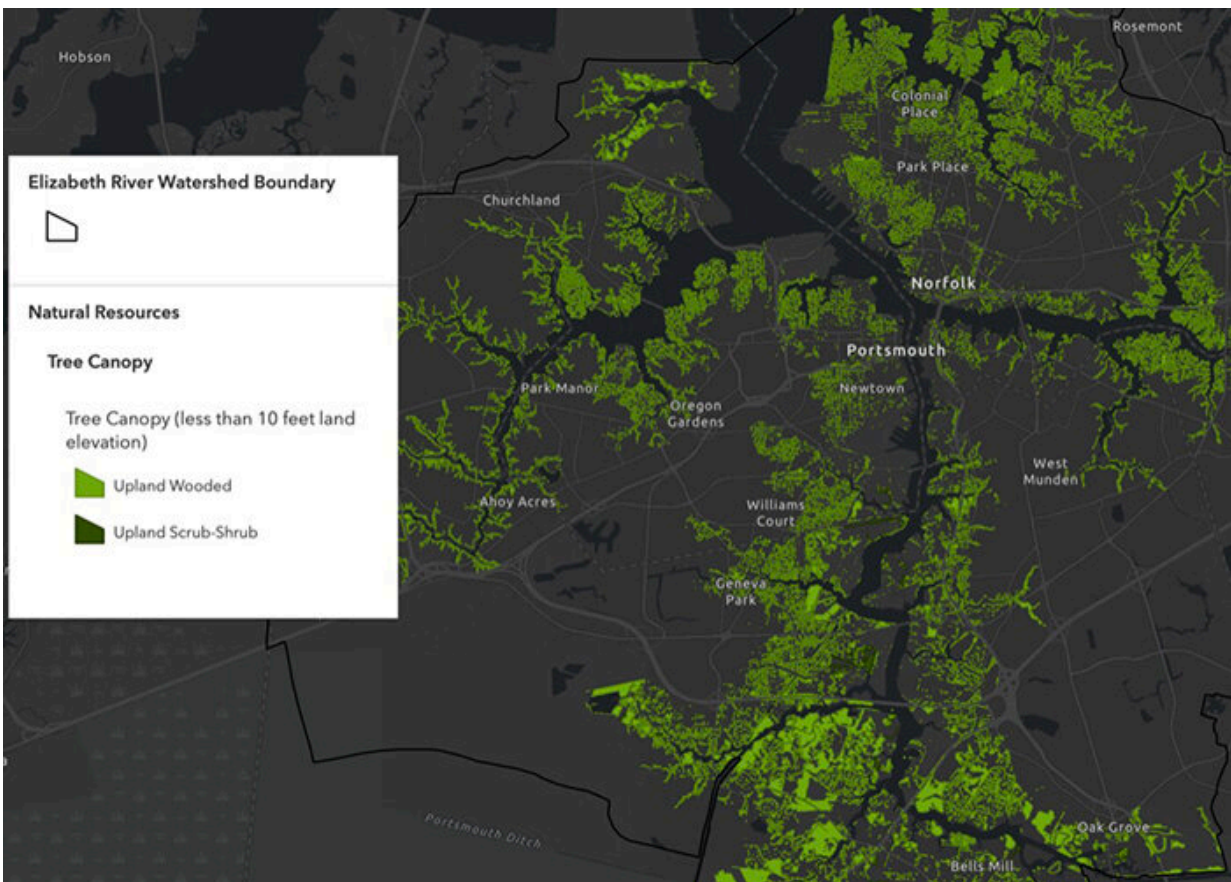 Hobson
Rosemont
Colonial
Place
Park Place
Elizabeth River Watershed Boundary
Churchland
Natural Resources
Norfolk
Tree Canopy
Portsmouth
Park Manor
Newtown
Tree Canopy (less than 10 feet land
elevation)
Oregon
Gardens
Upland Wooded
West
Munden
Ahoy Acres
Williams
Court
Upland Scrub-Shrub
Geneva
Park
Portsmouth Ditch
Oak Grove
Bells Mill